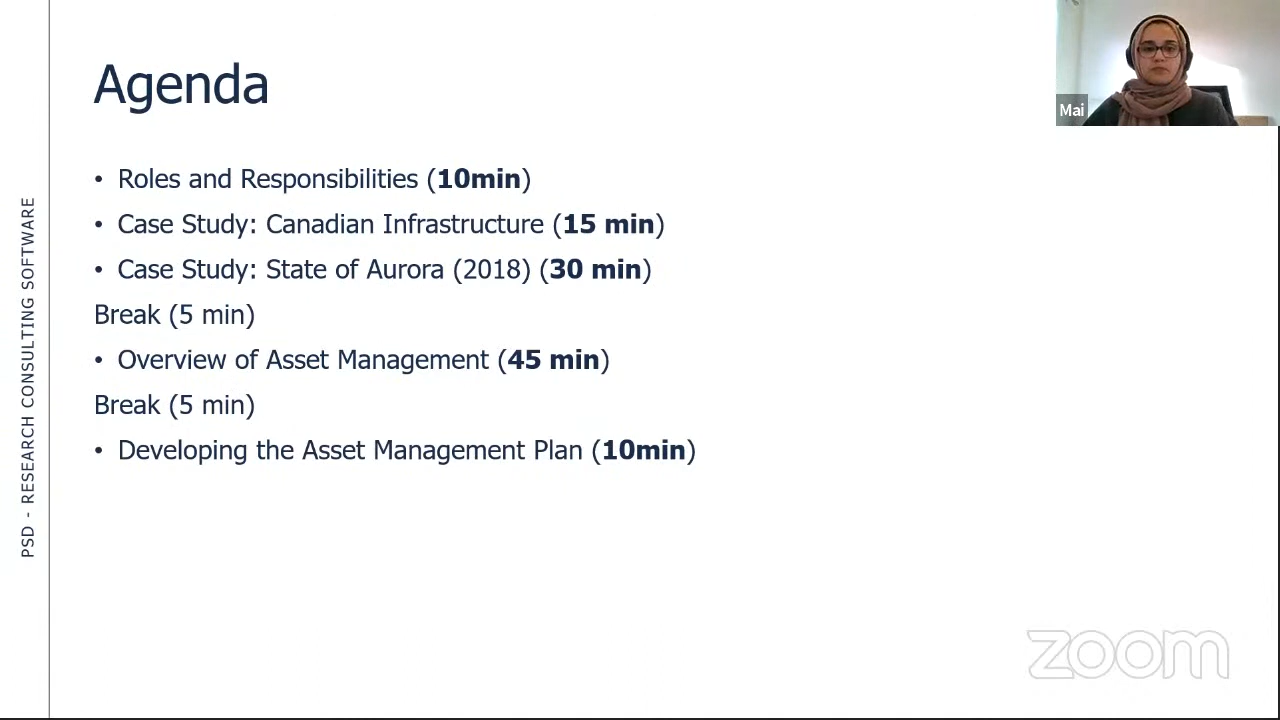 Agenda
Mai
• Roles and Responsibilities (10min)
• Case Study: Canadian Infrastructure (15 min)
• Case Study: State of Aurora (2018) (30 min)
Break (5 min)
• Overview of Asset Management (45 min)
Break (5 min)
• Developing the Asset Management Plan (10min)
PSD - RESEARCH CONSULTING SOFTWARE
zoom